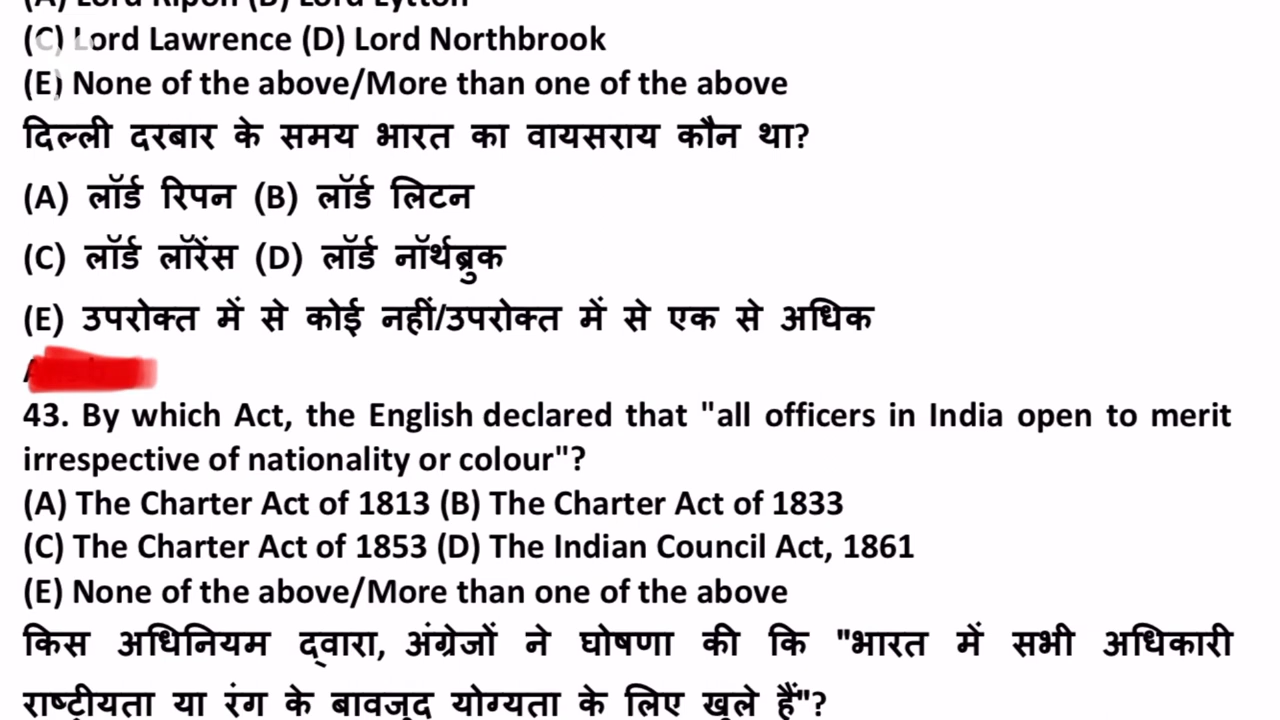 (A) Lord Ripon (B) Lord Lytton
(C) Lord Lawrence (D) Lord Northbrook
(E) None of the above/More than one of the above
दिल्ली दरबार के समय भारत का वायसराय कौन था?
(A) लॉर्ड रिपन (B) लॉर्ड लिटन
(C) लॉर्ड लॉरेंस (D) लॉर्ड नॉर्थब्रुक
(E) उपरोक्त में से कोई नहीं/उपरोक्त में से एक से अधिक
43. By which Act, the English declared that "all officers in India open to merit
irrespective of nationality or colour"?
(A) The Charter Act of 1813 (B) The Charter Act of 1833
(C) The Charter Act of 1853 (D) The Indian Council Act, 1861
(E) None of the above/More than one of the above
किस अधिनियम द्वारा, अंग्रेजों ने घोषणा की कि "भारत में सभी अधिकारी
राष्ट्रीयता या रंग के बावजूद योग्यता के लिए खुले हैं"?